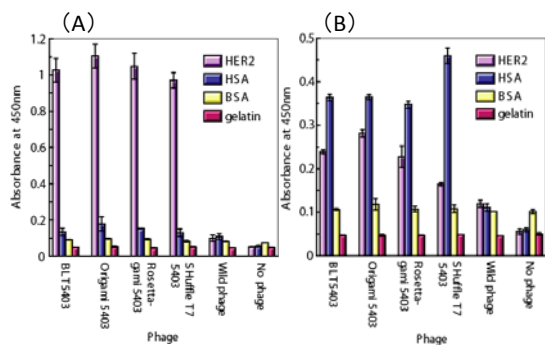 (A)
Absorbance at 450nm
1.2
1
0.8
0.6
0.4
0.2
0
HER2
HSA
BSA
gelatin
BLT5403
Origami 5403
Rosetta-
gami 5403
SHuffle T7
5403
Wild phage
No phage
Phage
(B)
Absorbance at 450nm
0.5
0.4
0.3
0.2
0.1
0
HER2
HSA
BSA
gelatin
BLT5403
Origami 5403
Rosetta-
gami 5403
SHuffle T7
5403
Wild phage
No phage
Phage